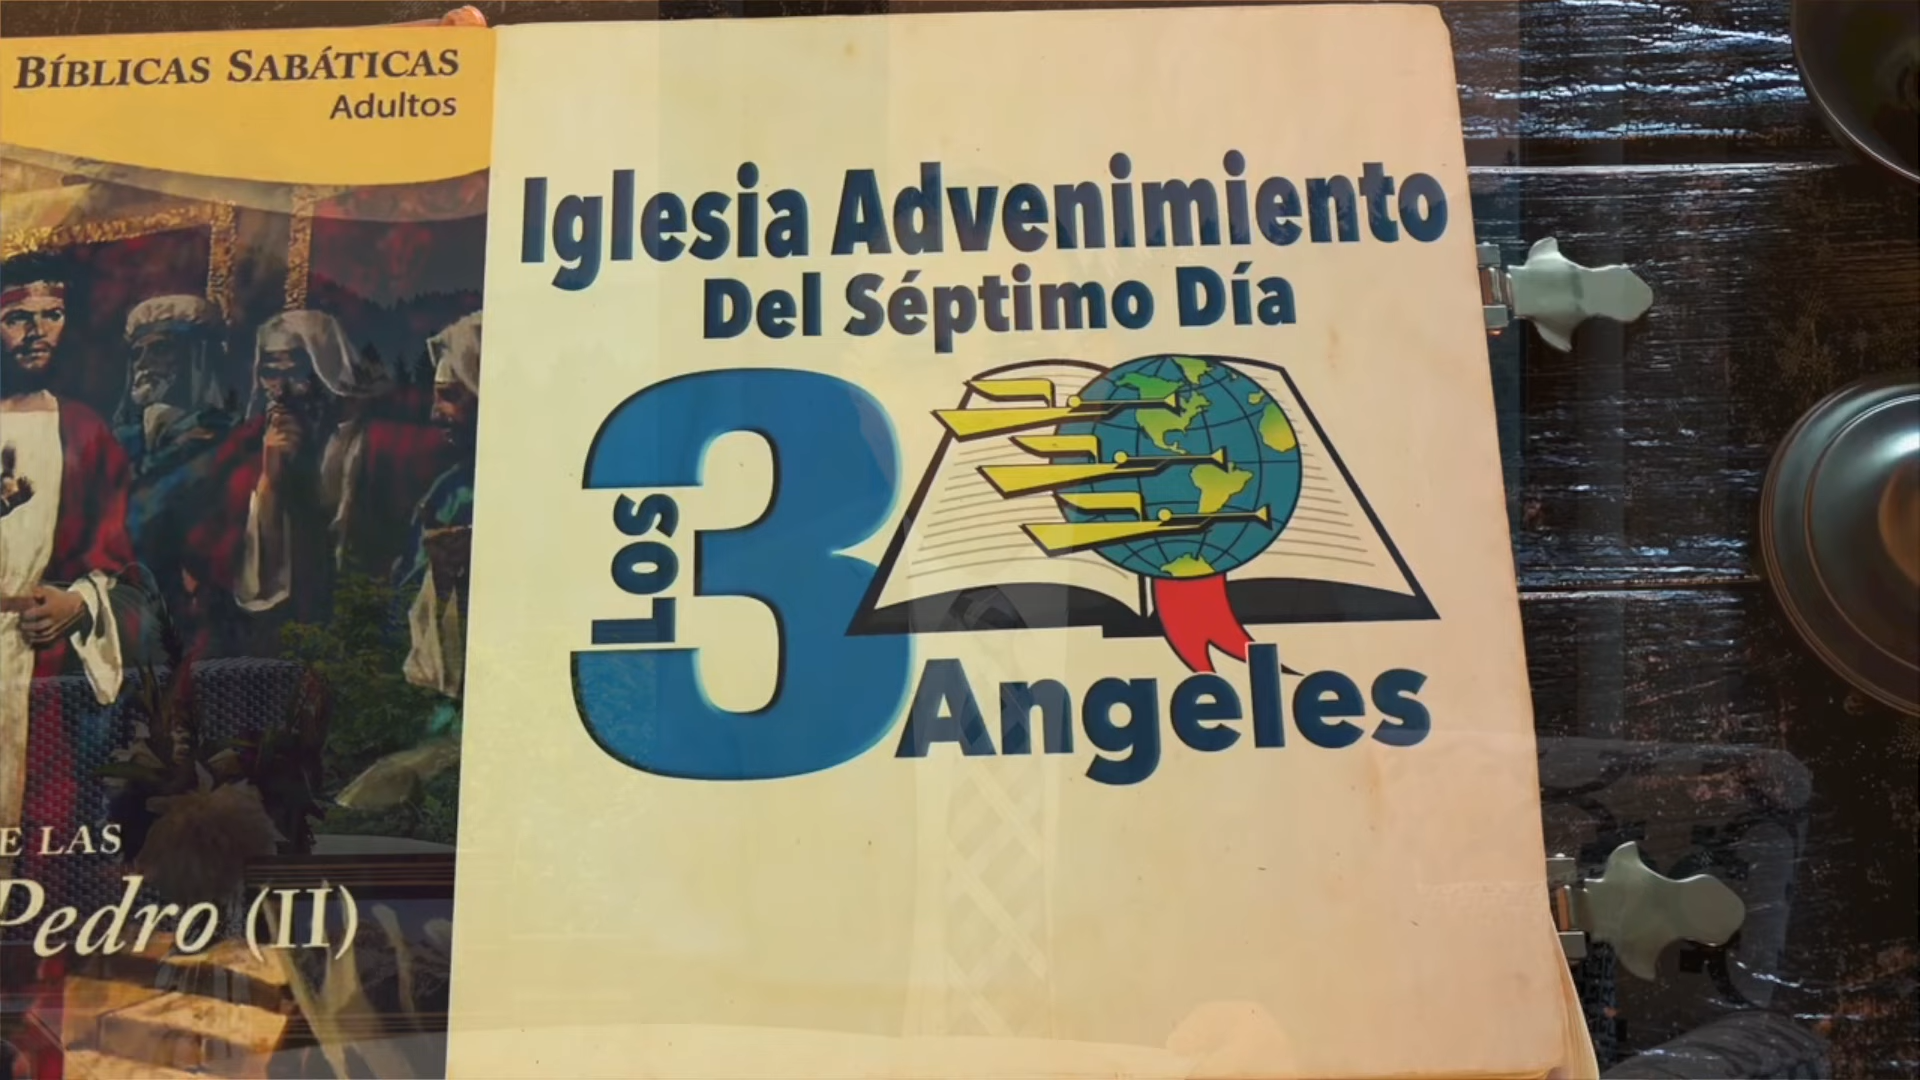 BÍBLICAS SABÁTICAS
Adultos
E LAS
Pedro (II)
Iglesia Advenimiento
Del Séptimo Día
Los
3
Angeles